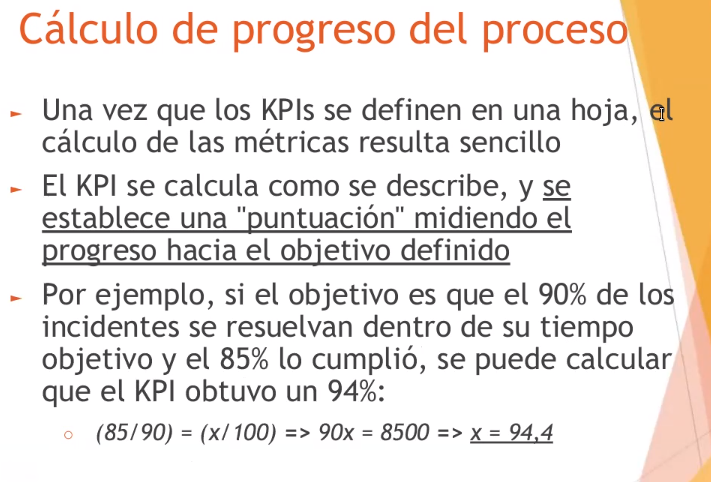 Cálculo de progreso del proceso
Una vez que los KPIs se definen en una hoja, el
cálculo de las métricas resulta sencillo
El KPI se calcula como se describe, y se
establece una "puntuación" midiendo el
progreso hacia el objetivo definido
Por ejemplo, si el objetivo es que el 90% de los
incidentes se resuelvan dentro de su tiempo
objetivo y el 85% lo cumplió, se puede calcular
que el KPI obtuvo un 94%:
(85/90) = (x/100) => 90x = 8500 => x = 94,4